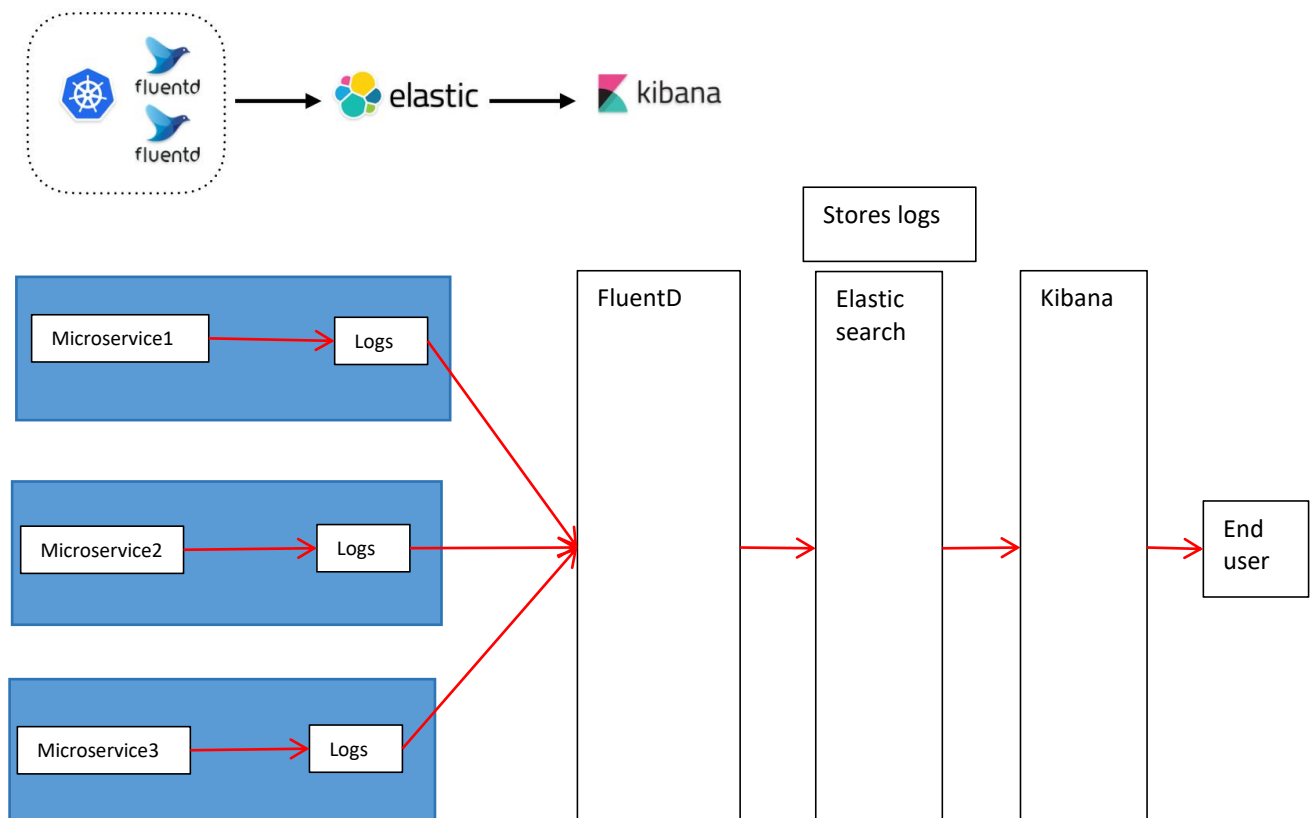 fluentd
fluentd
elastic
kibana
Stores logs
FluentD
Elastic
search
Kibana
Microservice1
Logs
Microservice2
Logs
End
user
Microservice3
Logs